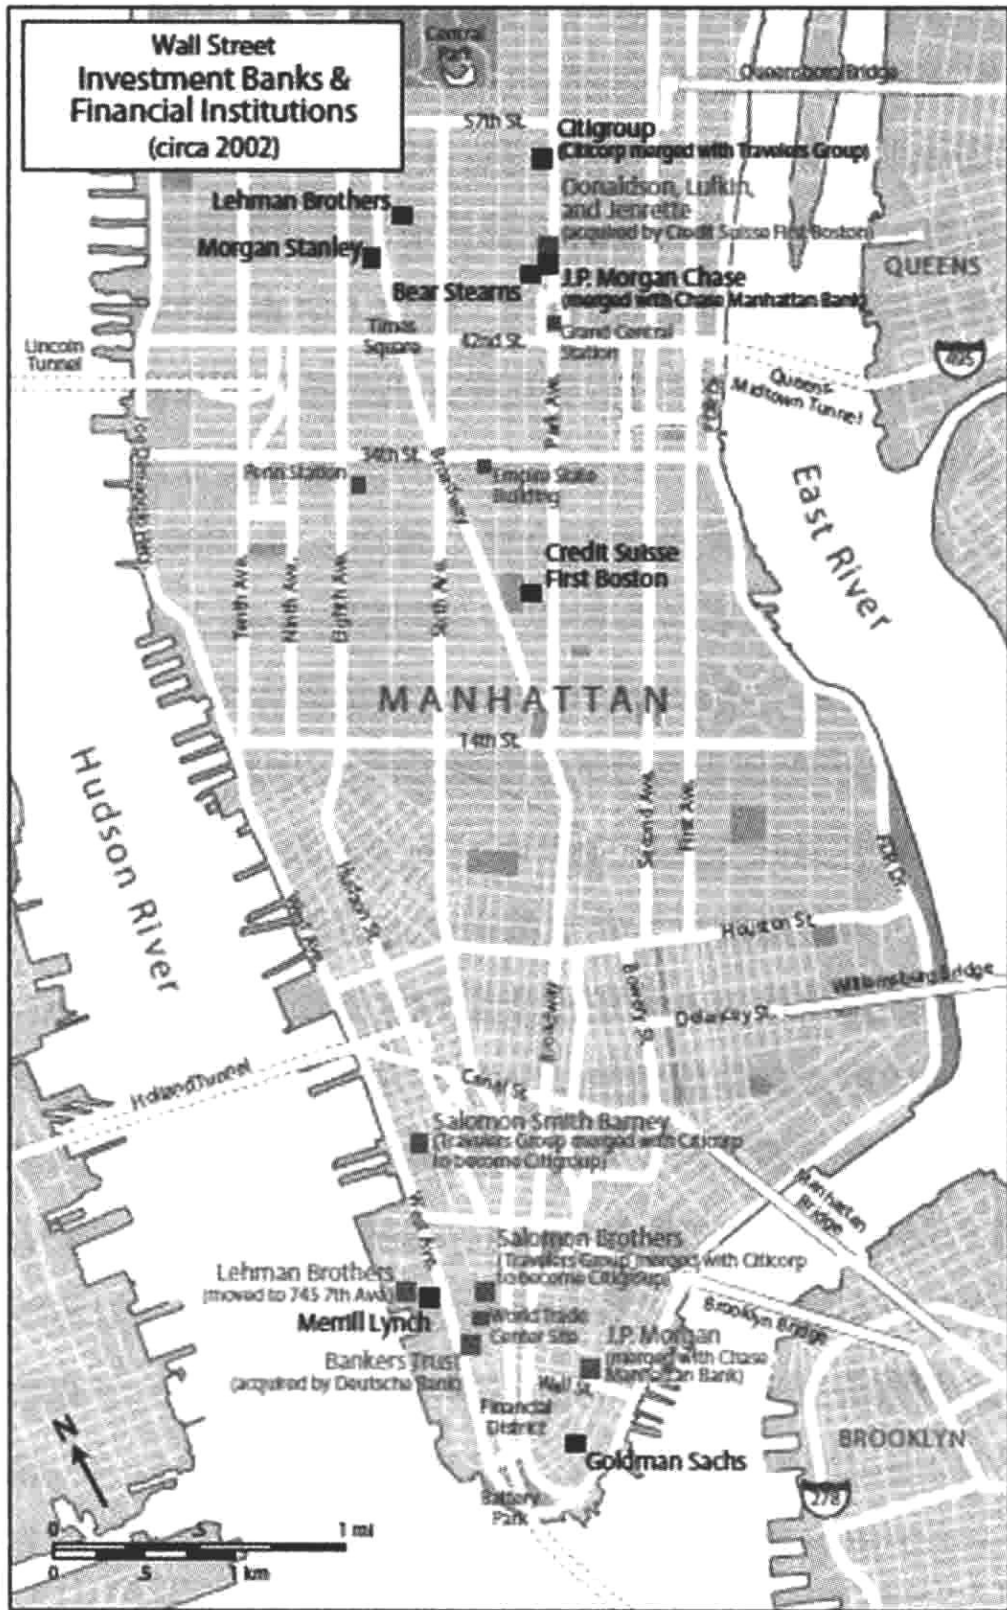 Wall Street
Investment Banks &
Financial Institutions
(circa 2002)
Central
Park
Queensboro Bridge
57th St.
Citigroup
(Citicorp merged with Travelers Group)
Donaldson, Lufkin,
and Jenrette
(acquired by Credit Suisse First Boston)
Lehman Brothers
Morgan Stanley
QUEENS
J.P. Morgan Chase
(merged with Chase Manhattan Bank)
Bear Stearns
Times
Square
42nd St.
Grand Central
Station
Lincoln
Tunnel
495
Queens-
Midtown Tunnel
Park Ave.
FDR Dr.
34th St.
Penn Station
Broadway
Empire State
Building
East River
Credit Suisse
First Boston
Tenth Ave.
Ninth Ave.
Eighth Ave.
Sixth Ave.
MANHATTAN
14th St.
Hudson River
Second Ave.
First Ave.
FDR Dr.
Hudson St.
West Ave.
Houston St.
Broadway
Bowery St.
Williamsburg Bridge
Delancey St.
Holland Tunnel
Canal St.
Salomon Smith Barney
(Travelers Group merged with Citicorp
to become Citigroup)
Manhattan
Bridge
West Ave.
Salomon Brothers
(Travelers Group merged with Citicorp
to become Citigroup)
Lehman Brothers
(moved to 745 7th Ave.)
Merrill Lynch
World Trade
Center Site
Brooklyn Bridge
J.P. Morgan
(merged with Chase
Manhattan Bank)
Bankers Trust
(acquired by Deutsche Bank)
Wall St.
Financial
District
Goldman Sachs
BROOKLYN
278
Battery
Park
N
0 .5 1 mi
0 .5 1 km